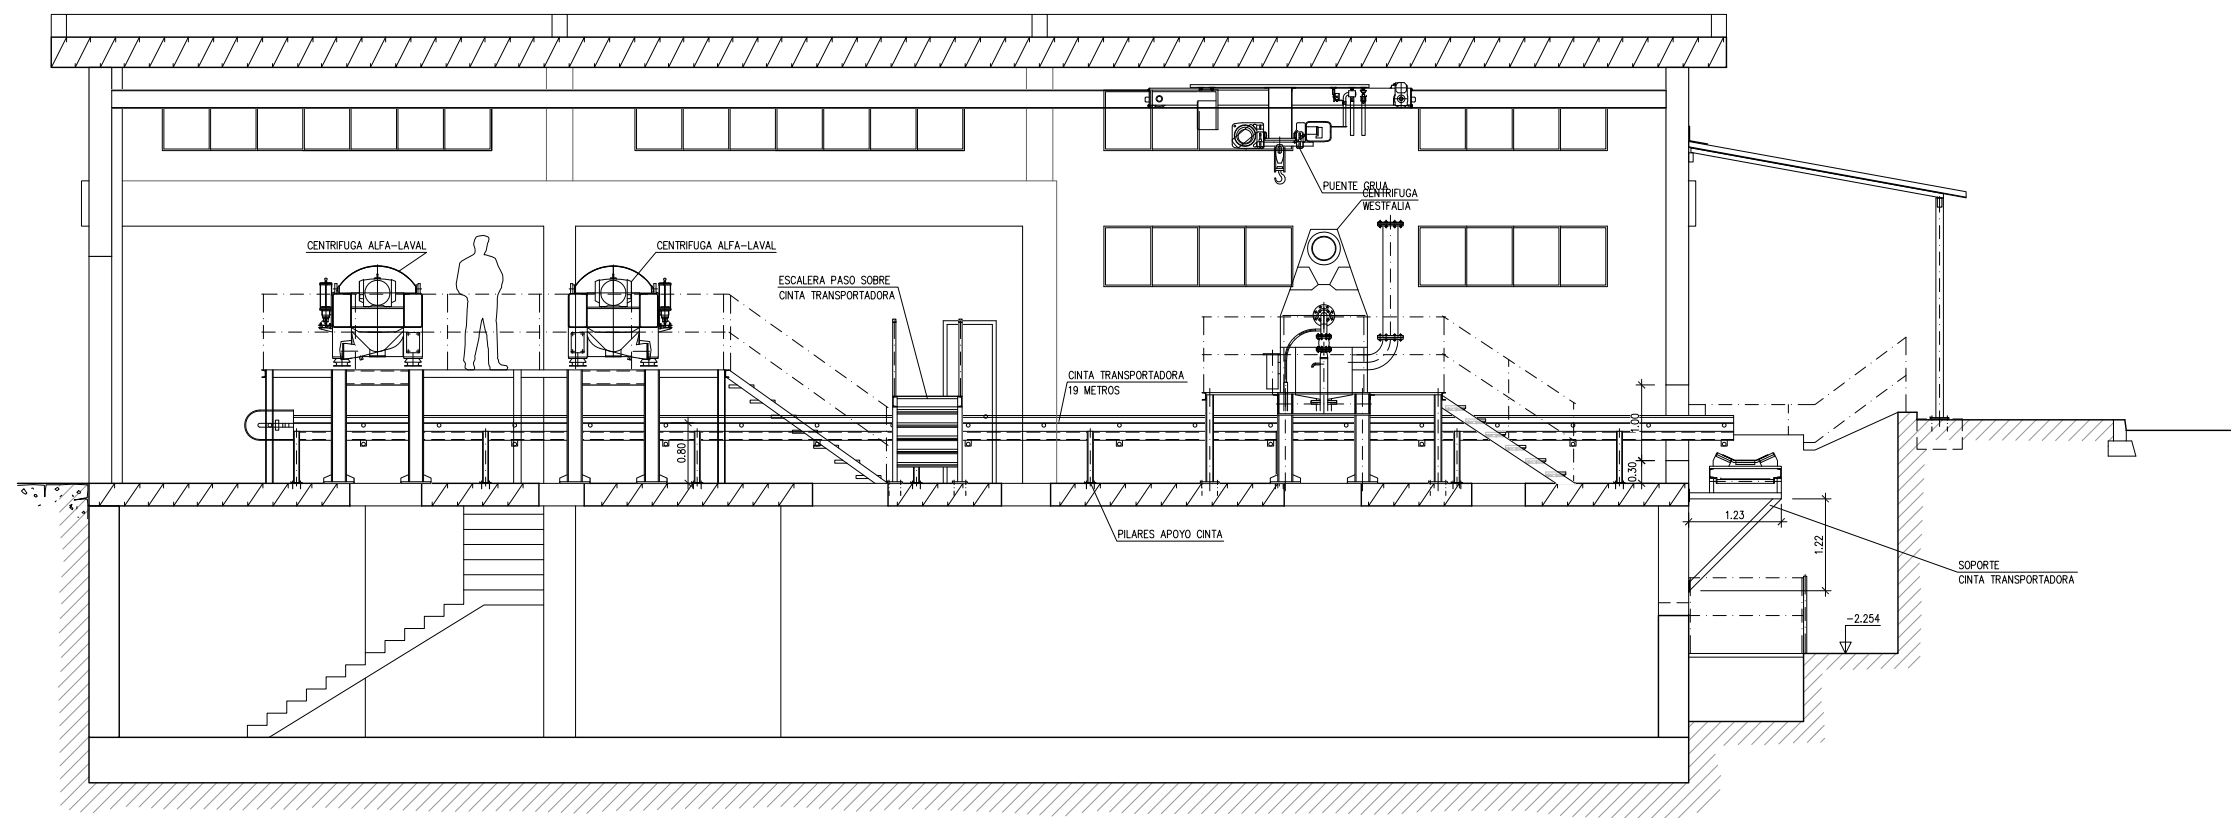 PUENTE GRUA
CENTRIFUGA
WESTFALIA
CENTRIFUGA ALFA-LAVAL
CENTRIFUGA ALFA-LAVAL
ESCALERA PASO SOBRE
CINTA TRANSPORTADORA
CINTA TRANSPORTADORA
19 METROS
1.00
0.80
0.30
1.23
PILARES APOYO CINTA
1.22
SOPORTE
CINTA TRANSPORTADORA
-2.254